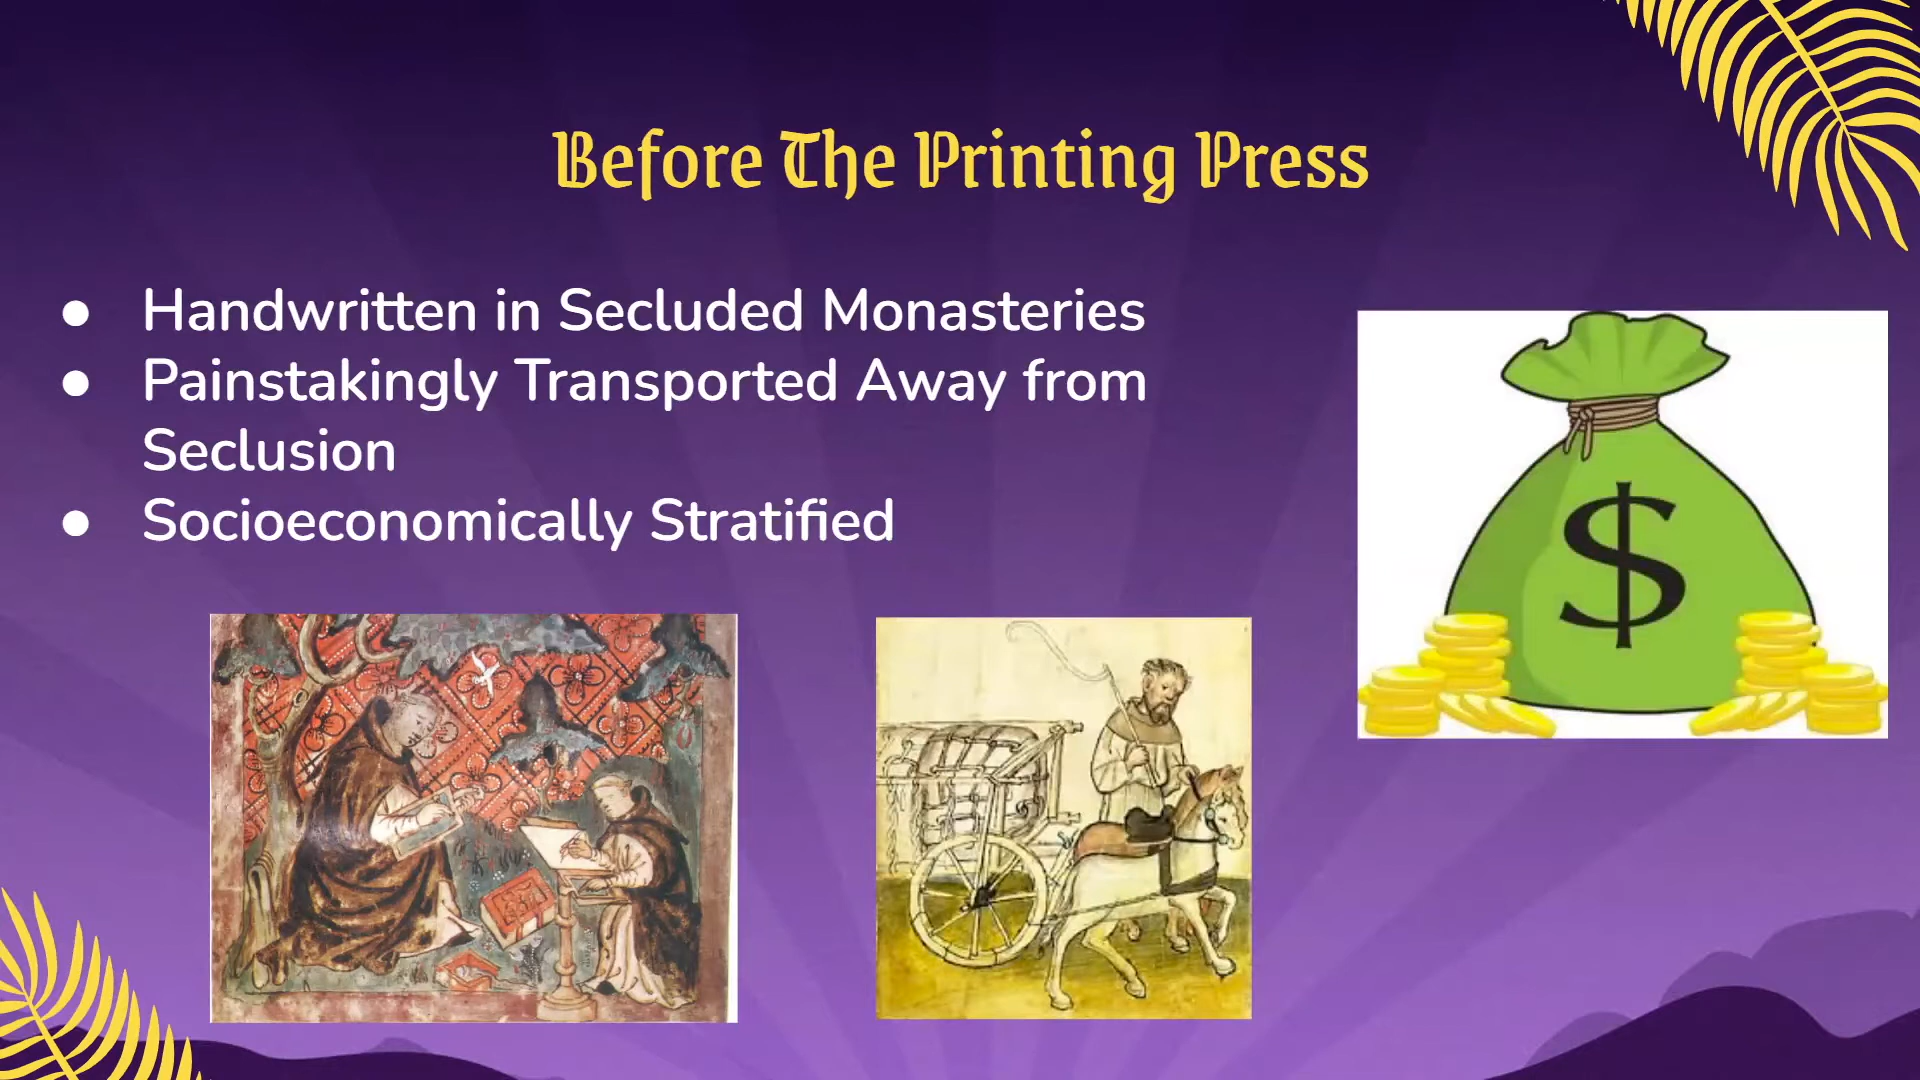 Before The Printing Press
● Handwritten in Secluded Monasteries
● Painstakingly Transported Away from
Seclusion
● Socioeconomically Stratified
$